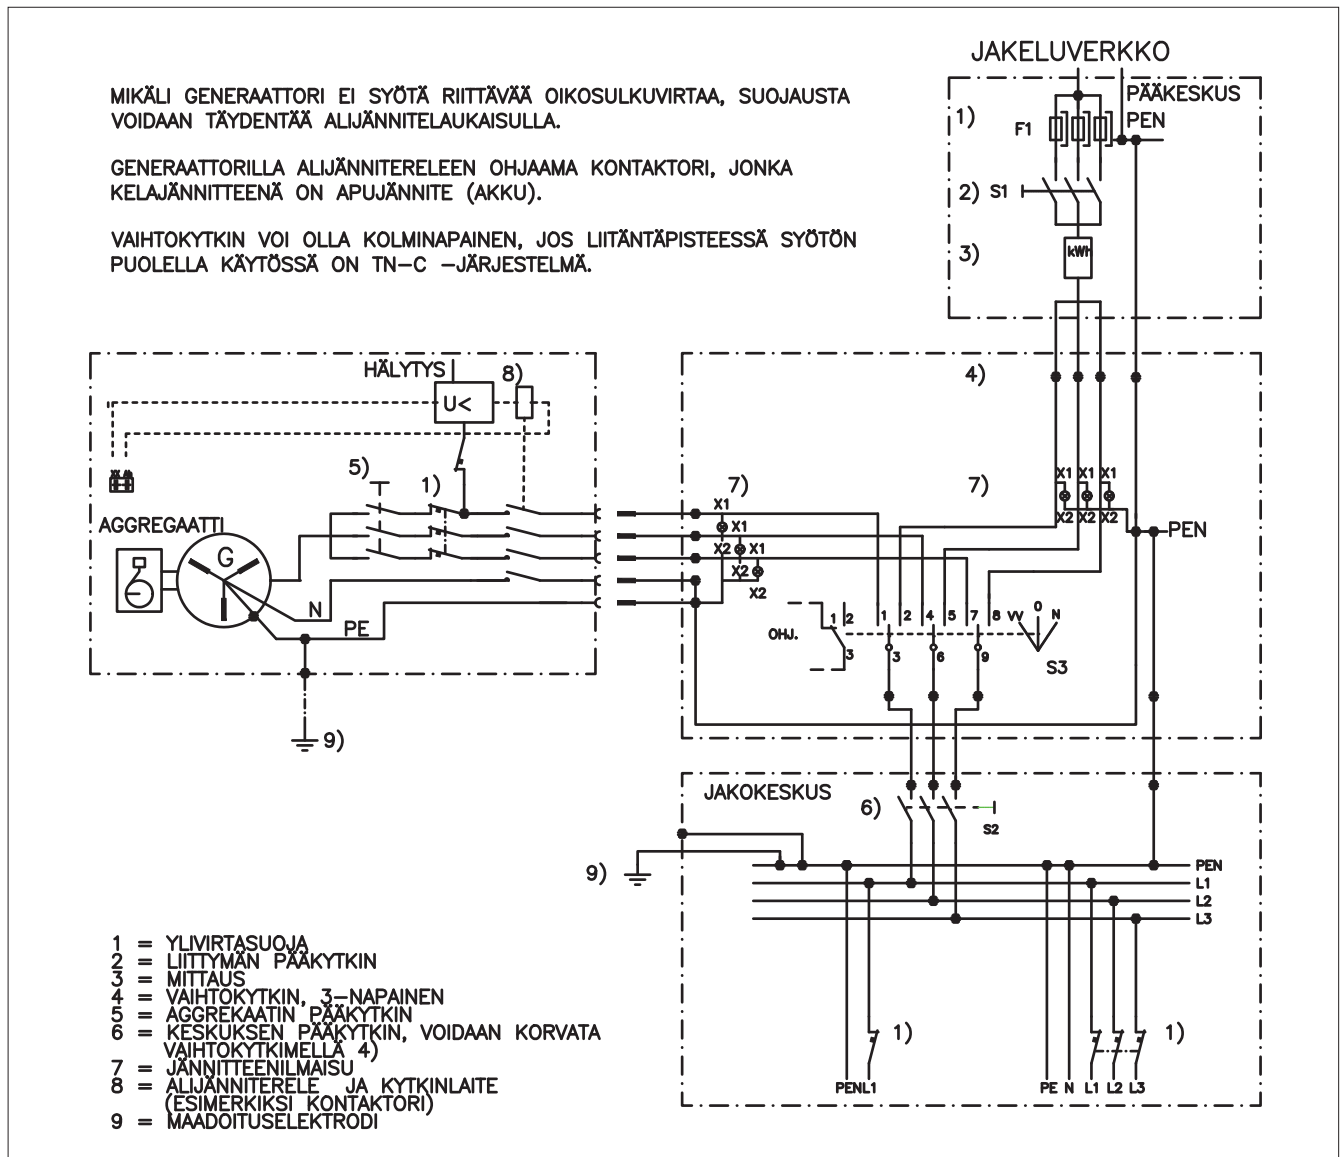 JAKELUVERKKO
MIKÄLI GENERAATTORI EI SYÖTÄ RIITTÄVÄÄ OIKOSULKUVIRTAA, SUOJAUSTA
VOIDAAN TÄYDENTÄÄ ALIJÄNNITELAUKAISULLA.
GENERAATTORILLA ALIJÄNNITERELEEN OHJAAMA KONTAKTORI, JONKA
KELAJÄNNITTEENÄ ON APUJÄNNITE (AKKU).
VAIHTOKYTKIN VOI OLLA KOLMINAPAINEN, JOS LIITÄNTÄPISTEESSÄ SYÖTÖN
PUOLELLA KÄYTÖSSÄ ON TN-C -JÄRJESTELMÄ.
PÄÄKESKUS
1) F1 PEN
2) S1
3) kWh
HÄLYTYS 8)
U<
5) 1)
AGGREGAATTI
G
N
PE
9)
4)
7) 7)
X1 X1 X1
X2 X2 X2
X1
X1
X2 X1
X2
X2
PEN
OHJ. 1 2
3
1 2 4 5 7 8 VV 0 N
3 6 9 S3
JAKOKESKUS
6) S2
9)
PEN
L1
L2
L3
1) 1)
PEN L1 PE N L1 L2 L3
1 = YLIVIRTASUOJA
2 = LIITTYMÄN PÄÄKYTKIN
3 = MITTAUS
4 = VAIHTOKYTKIN, 3-NAPAINEN
5 = AGGREKAATIN PÄÄKYTKIN
6 = KESKUKSEN PÄÄKYTKIN, VOIDAAN KORVATA
VAIHTOKYTKIMELLÄ 4)
7 = JÄNNITTEENILMAISU
8 = ALIJÄNNITERELE JA KYTKINLAITE
(ESIMERKIKSI KONTAKTORI)
9 = MAADOITUSELEKTRODI